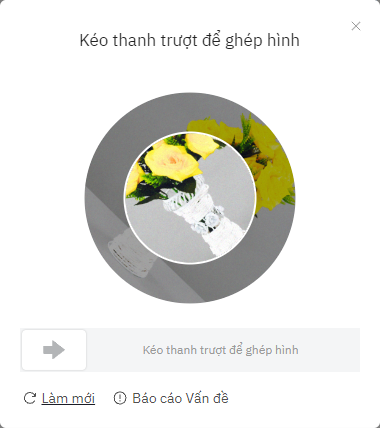 Kéo thanh trượt để ghép hình
Kéo thanh trượt để ghép hình
Làm mới
Báo cáo Vấn đề